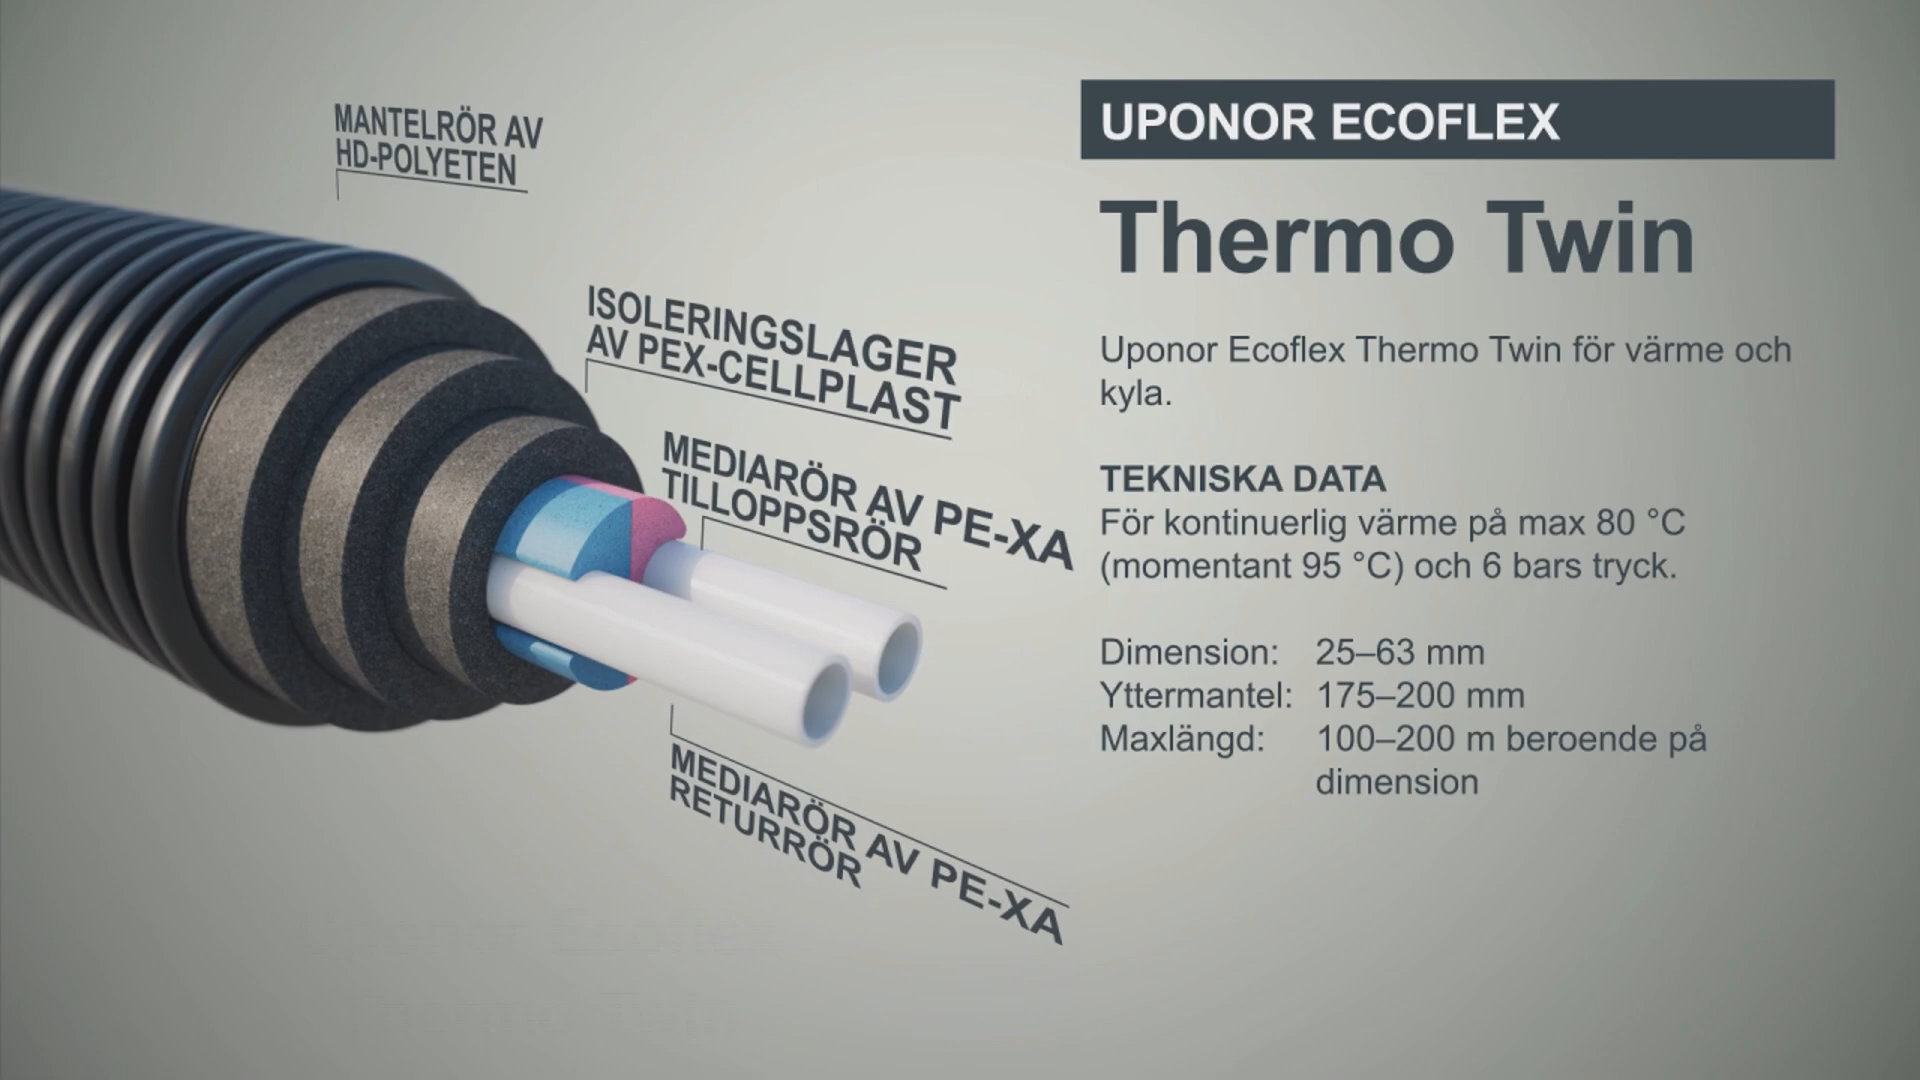 MANTELRÖR AV
HD-POLYETEN
ISOLERINGSLAGER
AV PEX-CELLPLAST
MEDIARÖR AV PE-XA
TILLOPPSRÖR
MEDIARÖR AV PE-XA
RETURRÖR
UPONOR ECOFLEX
Thermo Twin
Uponor Ecoflex Thermo Twin för värme och
kyla.
TEKNISKA DATA
För kontinuerlig värme på max 80 °C
(momentant 95 °C) och 6 bars tryck.
Dimension: 25–63 mm
Yttermantel: 175–200 mm
Maxlängd: 100–200 m beroende på
dimension